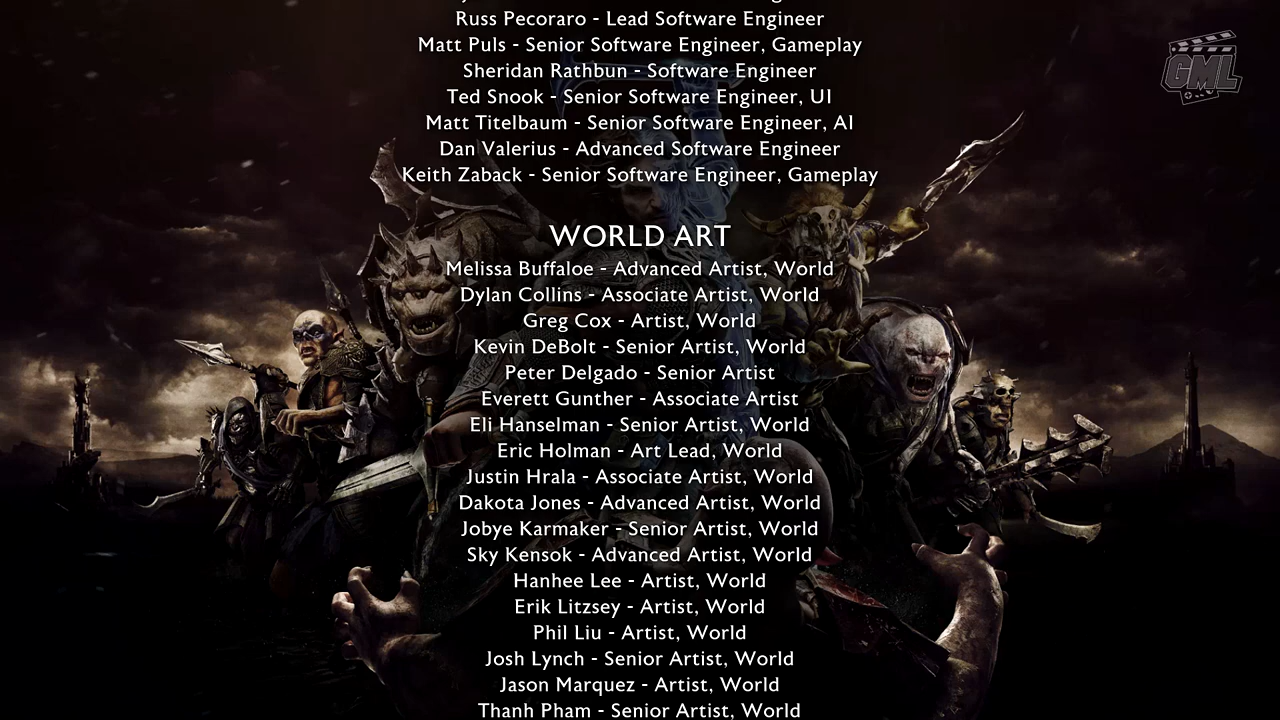 Russ Pecoraro - Lead Software Engineer
Matt Puls - Senior Software Engineer, Gameplay
Sheridan Rathbun - Software Engineer
Ted Snook - Senior Software Engineer, UI
Matt Titelbaum - Senior Software Engineer, AI
Dan Valerius - Advanced Software Engineer
Keith Zaback - Senior Software Engineer, Gameplay
WORLD ART
Melissa Buffaloe - Advanced Artist, World
Dylan Collins - Associate Artist, World
Greg Cox - Artist, World
Kevin DeBolt - Senior Artist, World
Peter Delgado - Senior Artist
Everett Gunther - Associate Artist
Eli Hanselman - Senior Artist, World
Eric Holman - Art Lead, World
Justin Hrala - Associate Artist, World
Dakota Jones - Advanced Artist, World
Jobye Karmaker - Senior Artist, World
Sky Kensok - Advanced Artist, World
Hanhee Lee - Artist, World
Erik Litzsey - Artist, World
Phil Liu - Artist, World
Josh Lynch - Senior Artist, World
Jason Marquez - Artist, World
Thanh Pham - Senior Artist, World
GML